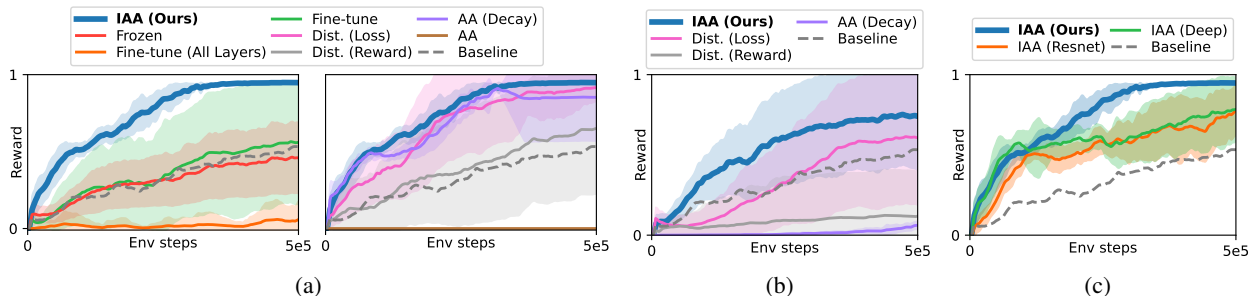 IAA (Ours)
Frozen
Fine-tune (All Layers)
Fine-tune
Dist. (Loss)
Dist. (Reward)
AA (Decay)
AA
Baseline
1
Reward
0
0
Env steps
5e5
0
Env steps
5e5
(a)
IAA (Ours)
Dist. (Loss)
Dist. (Reward)
AA (Decay)
Baseline
1
Reward
0
0
Env steps
5e5
(b)
IAA (Ours)
IAA (Resnet)
IAA (Deep)
Baseline
1
Reward
0
0
Env steps
5e5
(c)